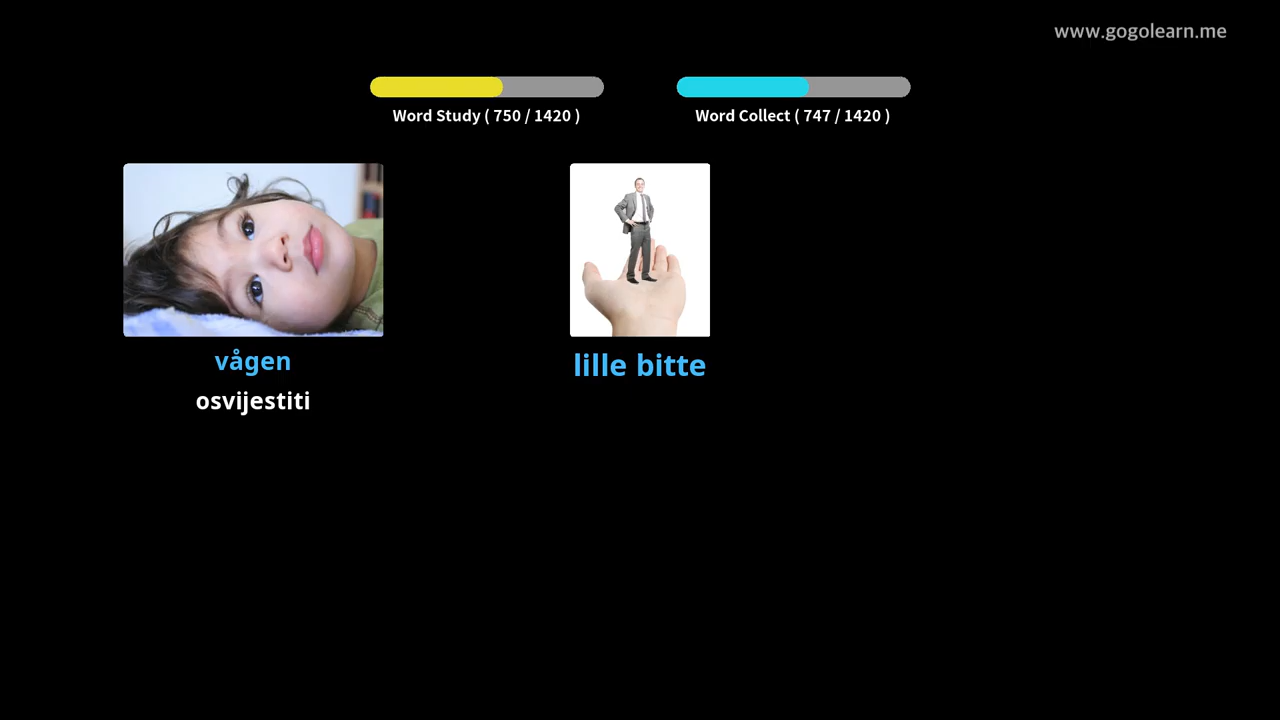 www.gogolearn.me
Word Study ( 750 / 1420 )
Word Collect ( 747 / 1420 )
vågen
lille bitte
osvijestiti